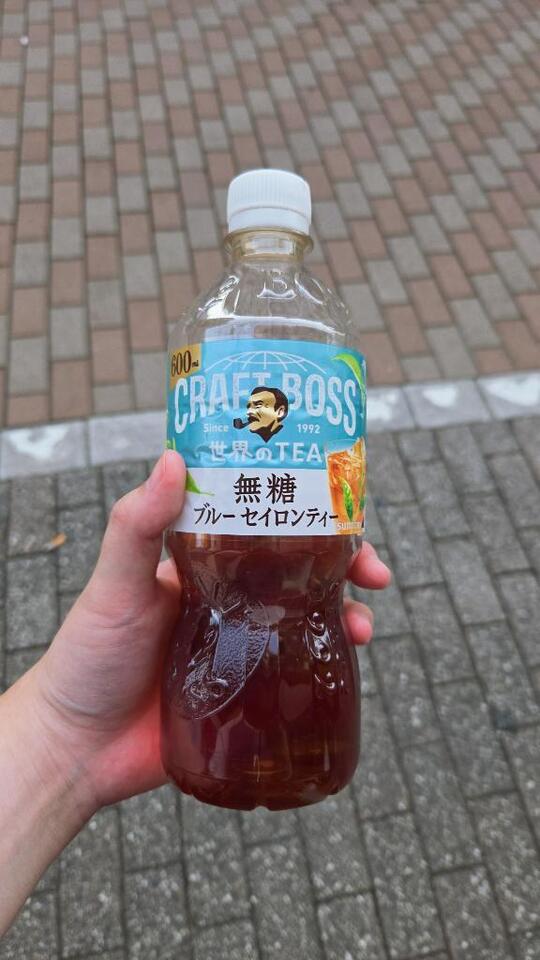 600ml
CRAFT BOSS
Since 1992
世界のTEA
無糖
ブルー セイロンティー